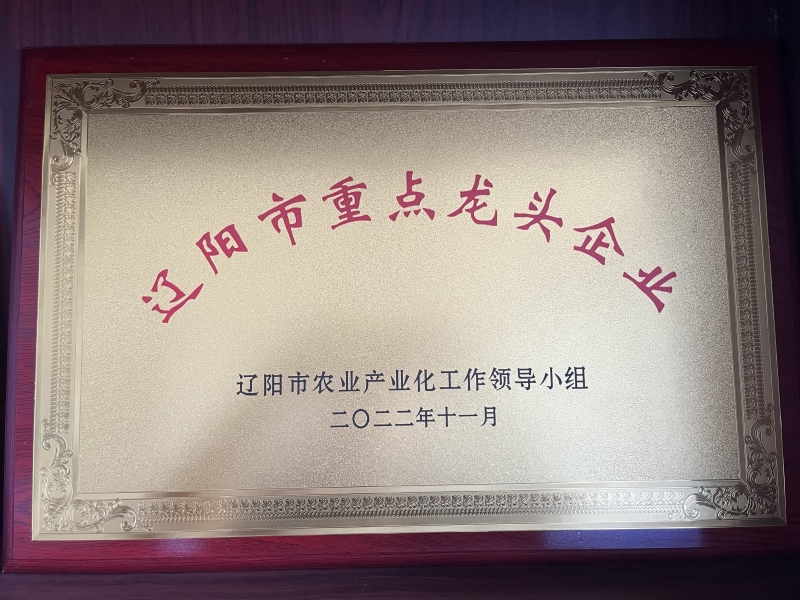 辽阳市重点龙头企业
辽阳市农业产业化工作领导小组
二〇二二年十一月